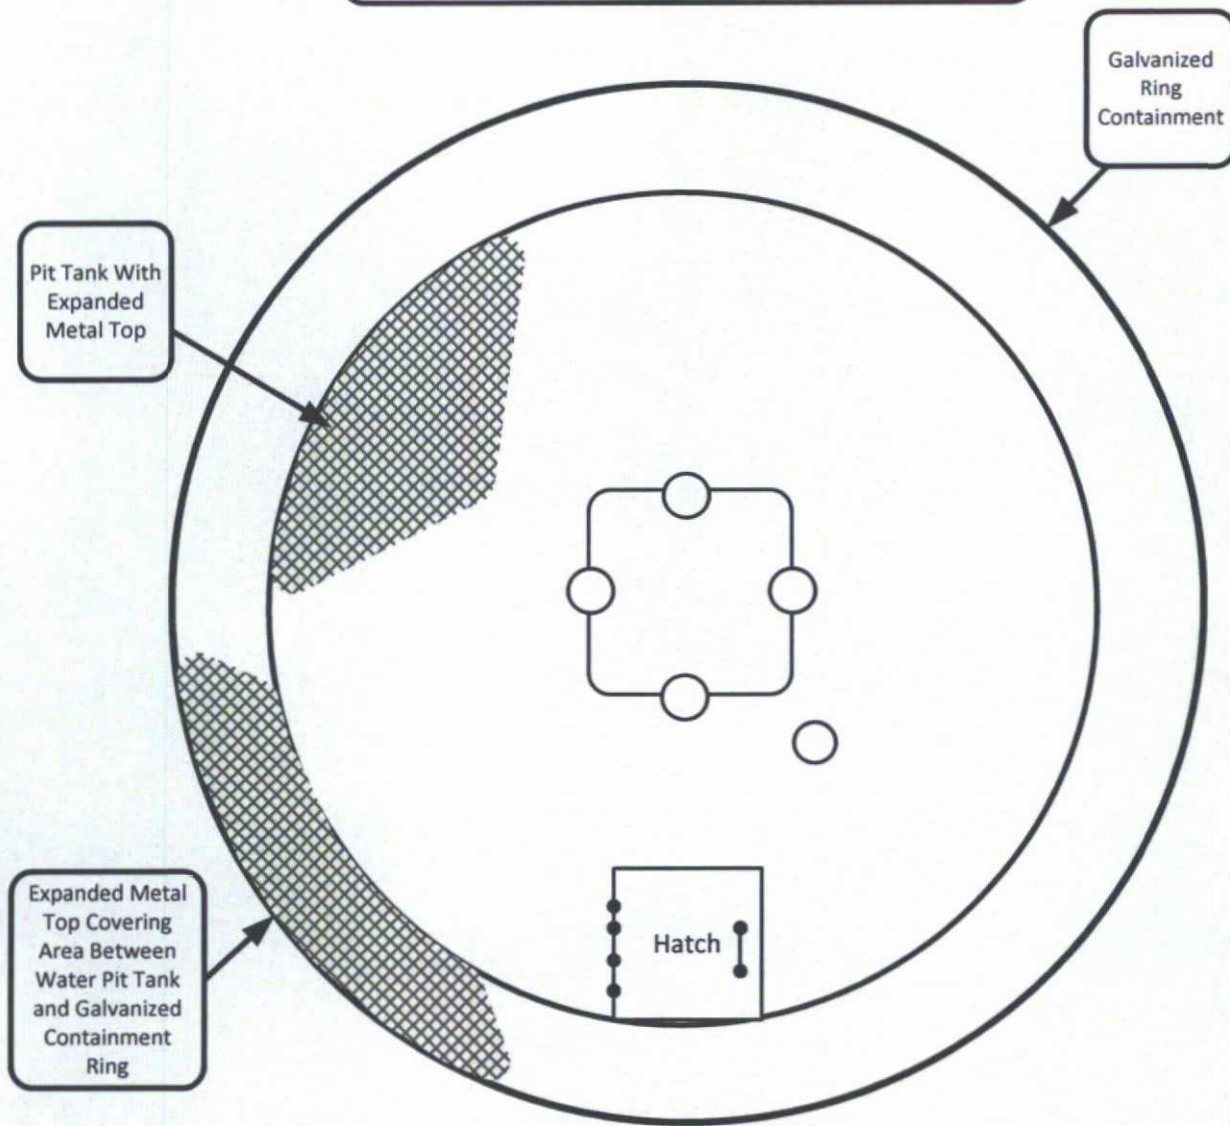 Galvanized
Ring
Containment
Pit Tank With
Expanded
Metal Top
Expanded Metal
Top Covering
Area Between
Water Pit Tank
and Galvanized
Containment
Ring
Hatch